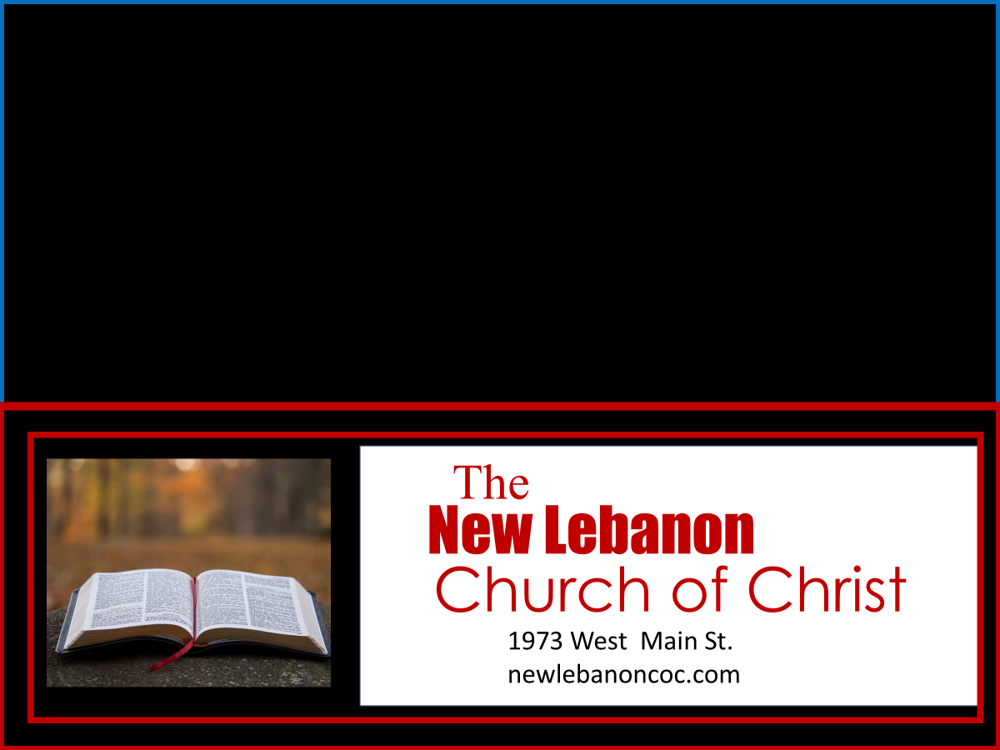 The
New Lebanon
Church of Christ
1973 West  Main St.
newlebanoncoc.com